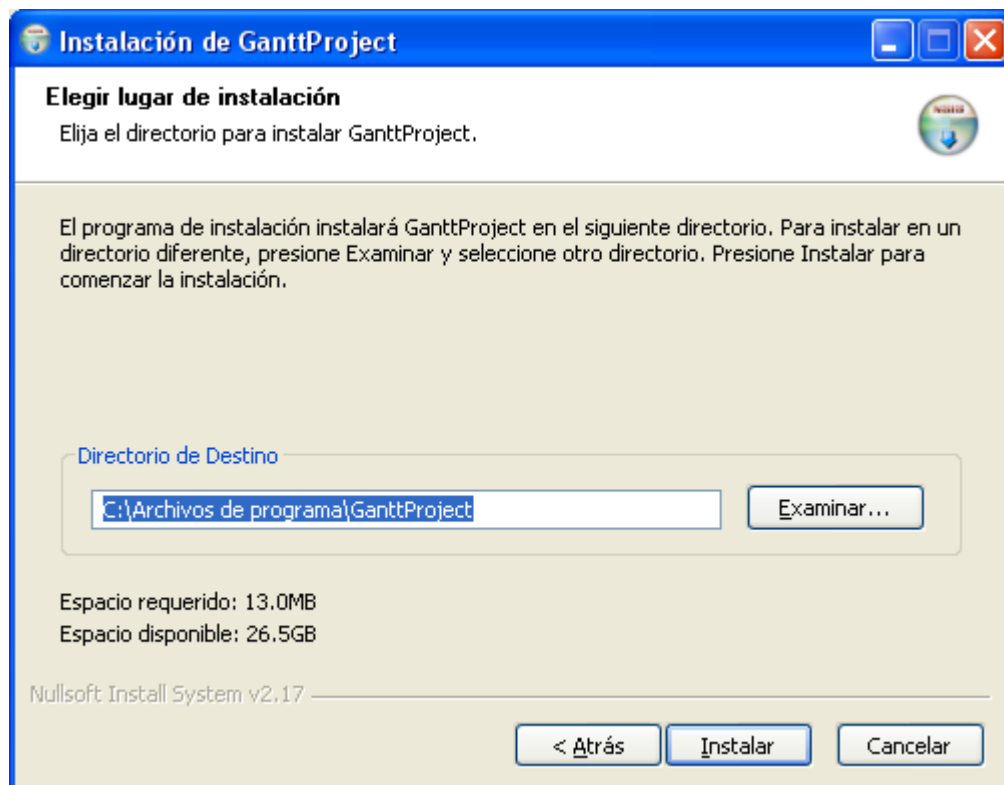 Instalación de GanttProject
Elegir lugar de instalación
Elija el directorio para instalar GanttProject.
El programa de instalación instalará GanttProject en el siguiente directorio. Para instalar en un
directorio diferente, presione Examinar y seleccione otro directorio. Presione Instalar para
comenzar la instalación.
Directorio de Destino
C:\Archivos de programa\GanttProject
Examinar...
Espacio requerido: 13.0MB
Espacio disponible: 26.5GB
Nullsoft Install System v2.17
< Atrás
Instalar
Cancelar